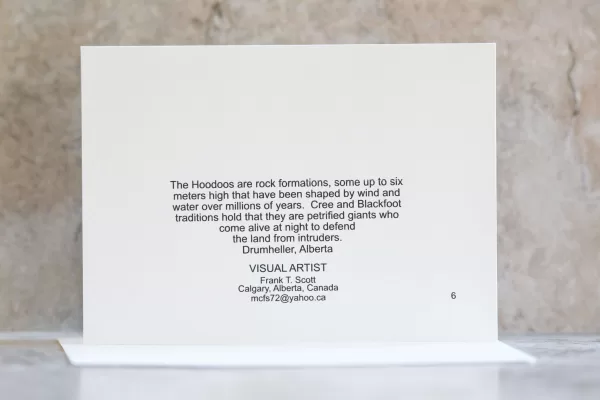 The Hoodoos are rock formations, some up to six
meters high that have been shaped by wind and
water over millions of years. Cree and Blackfoot
traditions hold that they are petrified giants who
come alive at night to defend
the land from intruders.
Drumheller, Alberta
VISUAL ARTIST
Frank T. Scott
Calgary, Alberta, Canada
mcfs72@yahoo.ca
6